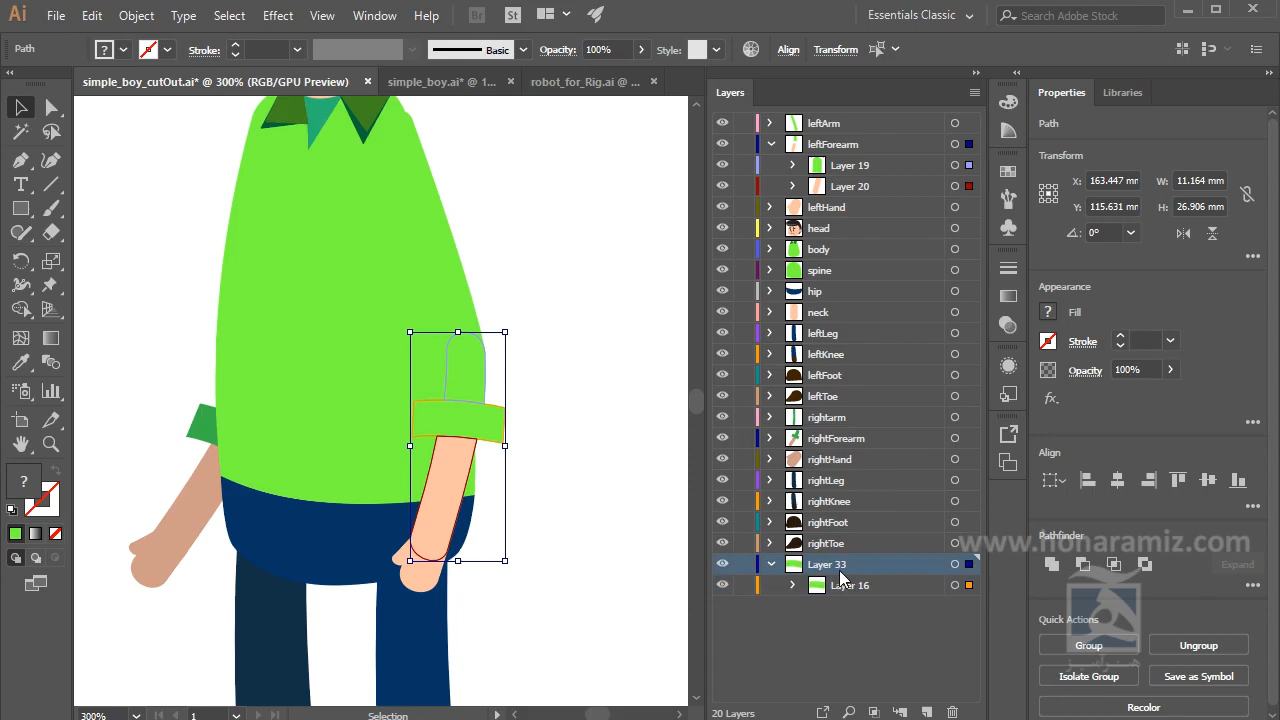 Ai File Edit Object Type Select Effect View Window Help Br St Essentials Classic Search Adobe Stock
Path ? Stroke: Basic Opacity: 100% Style: Align Transform
simple_boy_cutOut.ai* @ 300% (RGB/GPU Preview) × simple_boy.ai* @ 1... × robot_for_Rig.ai @ ... ×
Layers
leftArm
leftForearm
Layer 19
Layer 20
leftHand
head
body
spine
hip
neck
leftLeg
leftKnee
leftFoot
leftToe
rightarm
rightForearm
rightHand
rightLeg
rightKnee
rightFoot
rightToe
Layer 33
Layer 16
20 Layers
Properties Libraries
Path
Transform
X: 163.447 mm W: 11.164 mm
Y: 115.631 mm H: 26.906 mm
0°
Appearance
? Fill
Stroke
Opacity 100%
fx.
Align
Pathfinder
Expand
Quick Actions
Group Ungroup
Isolate Group Save as Symbol
Recolor
www.honaramiz.com
هنرآمیز
300% 1 Selection